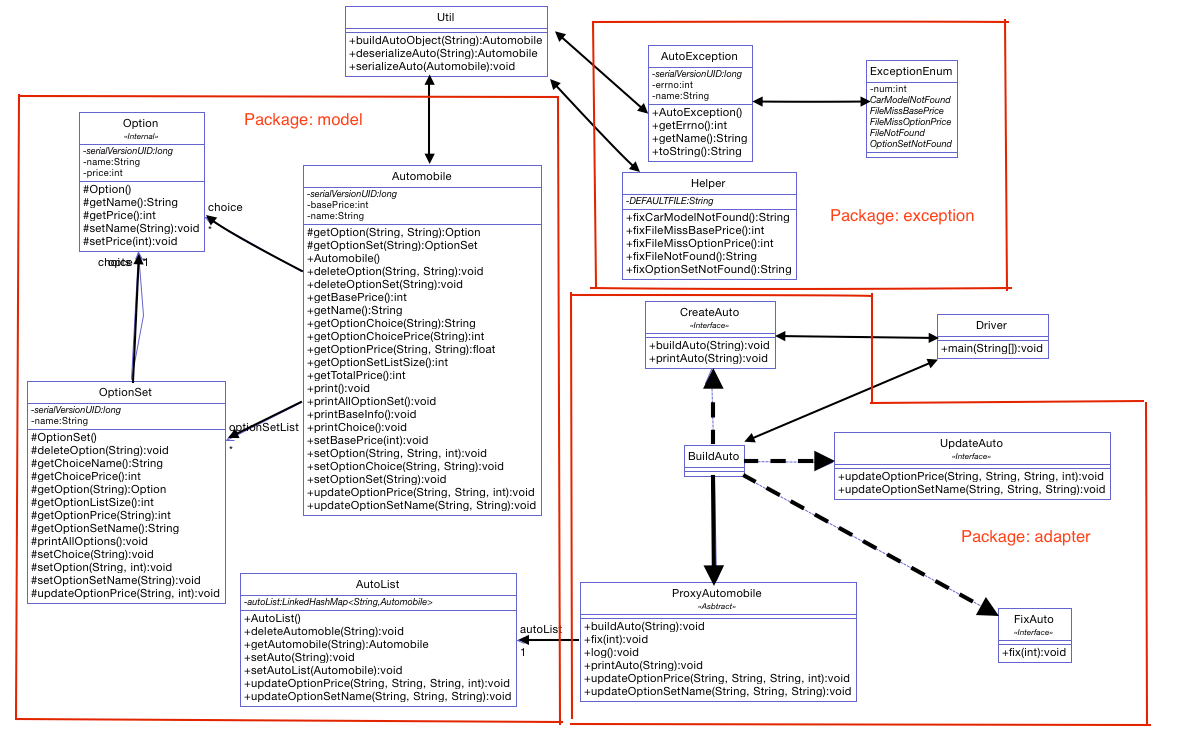 Util
+buildAutoObject(String):Automobile
+deserializeAuto(String):Automobile
+serializeAuto(Automobile):void
Package: exception
AutoException
-serialVersionUID:long
-errno:int
-name:String
+AutoException()
+getErrno():int
+getName():String
+toString():String
ExceptionEnum
-num:int
CarModelNotFound
FileMissBasePrice
FileMissOptionPrice
FileNotFound
OptionSetNotFound
Helper
-DEFAULTFILE:String
+fixCarModelNotFound():String
+fixFileMissBasePrice():int
+fixFileMissOptionPrice():int
+fixFileNotFound():String
+fixOptionSetNotFound():String
Package: model
Option
«Internal»
-serialVersionUID:long
-name:String
-price:int
#Option()
#getName():String
#getPrice():int
#setName(String):void
#setPrice(int):void
choice
*
1
Automobile
-serialVersionUID:long
-basePrice:int
-name:String
#getOption(String, String):Option
#getOptionSet(String):OptionSet
+Automobile()
+deleteOption(String, String):void
+deleteOptionSet(String):void
+getBasePrice():int
+getName():String
+getOptionChoice(String):String
+getOptionChoicePrice(String):int
+getOptionPrice(String, String):float
+getOptionSetListSize():int
+getTotalPrice():int
+print():void
+printAllOptionSet():void
+printBaseInfo():void
+printChoice():void
+setBasePrice(int):void
+setOption(String, String, int):void
+setOptionChoice(String, String):void
+setOptionSet(String):void
+updateOptionPrice(String, String, int):void
+updateOptionSetName(String, String):void
OptionSet
-serialVersionUID:long
-name:String
#OptionSet()
#deleteOption(String):void
#getChoiceName():String
#getChoicePrice():int
#getOption(String):Option
#getOptionListSize():int
#getOptionPrice(String):int
#getOptionSetName():String
#printAllOptions():void
#setChoice(String):void
#setOption(String, int):void
#setOptionSetName(String):void
#updateOptionPrice(String, int):void
optionSetList
*
AutoList
-autoList:LinkedHashMap<String,Automobile>
+AutoList()
+deleteAutomoble(String):void
+getAutomobile(String):Automobile
+setAuto(String):void
+setAutoList(Automobile):void
+updateOptionPrice(String, String, String, int):void
+updateOptionSetName(String, String, String):void
autoList
1
CreateAuto
«Interface»
+buildAuto(String):void
+printAuto(String):void
Driver
+main(String[]):void
BuildAuto
UpdateAuto
«Interface»
+updateOptionPrice(String, String, String, int):void
+updateOptionSetName(String, String, String):void
Package: adapter
ProxyAutomobile
«Asbtract»
+buildAuto(String):void
+fix(int):void
+log():void
+printAuto(String):void
+updateOptionPrice(String, String, String, int):void
+updateOptionSetName(String, String, String):void
FixAuto
«Interface»
+fix(int):void